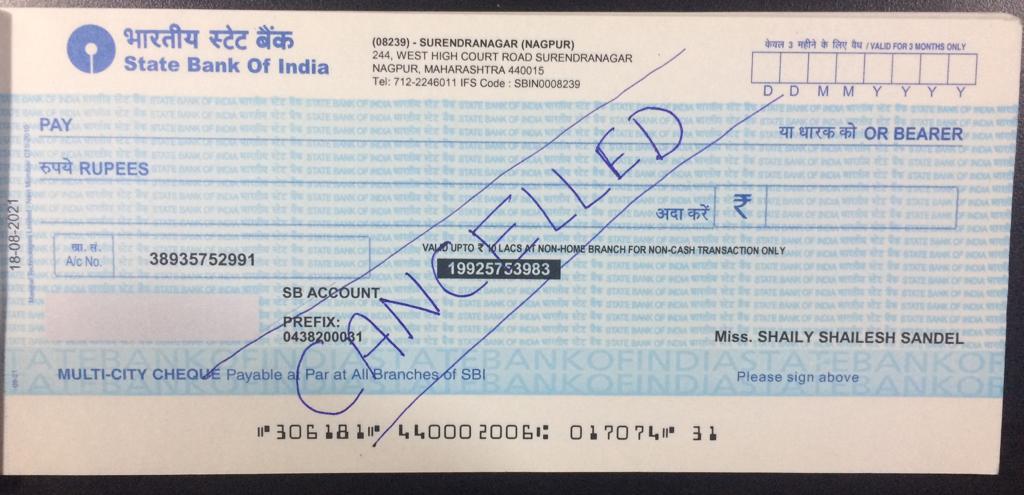 भारतीय स्टेट बैंक
State Bank Of India
(08239) - SURENDRANAGAR (NAGPUR)
244, WEST HIGH COURT ROAD SURENDRANAGAR
NAGPUR, MAHARASHTRA 440015
Tel: 712-2246011 IFS Code : SBIN0008239
केवल 3 महीने के लिए वैध / VALID FOR 3 MONTHS ONLY
D D M M Y Y Y Y
PAY
या धारक को OR BEARER
रुपये RUPEES
अदा करें ₹
खा. सं.
A/c No.
38935752991
VALID UPTO ₹ 10 LACS AT NON-HOME BRANCH FOR NON-CASH TRANSACTION ONLY
19925753983
SB ACCOUNT
PREFIX:
0438200031
Miss. SHAILY SHAILESH SANDEL
MULTI-CITY CHEQUE Payable at Par at All Branches of SBI
Please sign above
CANCELLED
18-08-2021
⑈306181⑈ 440002006⑆ 017074⑈ 31